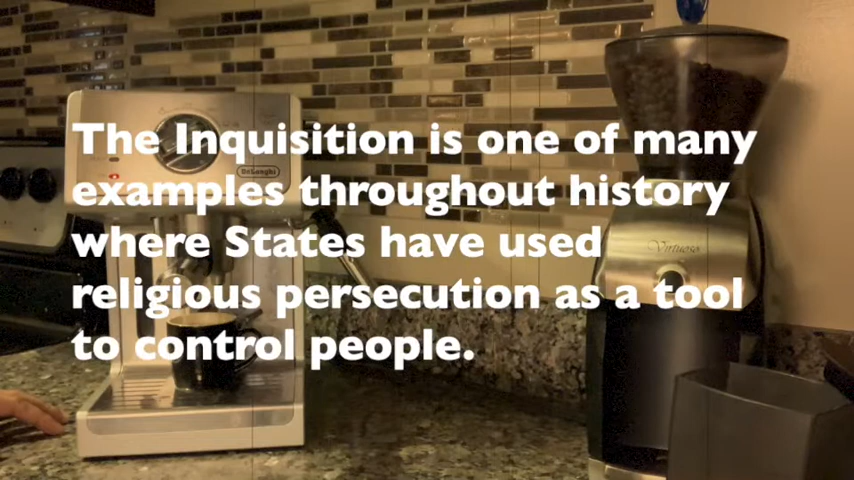 The Inquisition is one of many
examples throughout history
where States have used
religious persecution as a tool
to control people.
DeLonghi
Virtuoso